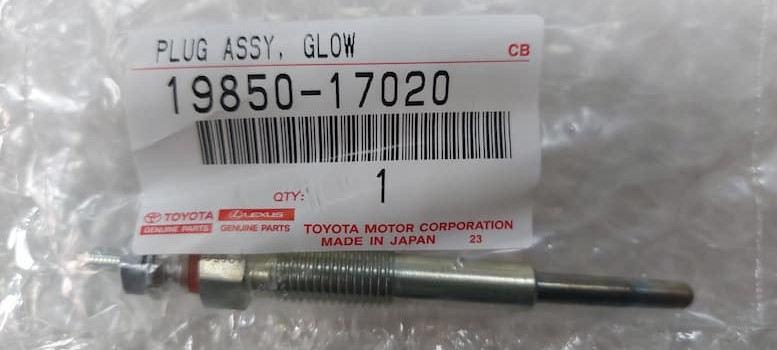 PLUG ASSY, GLOW
CB
19850-17020
QTY: 1
TOYOTA GENUINE PARTS
LEXUS GENUINE PARTS
TOYOTA MOTOR CORPORATION
MADE IN JAPAN 23